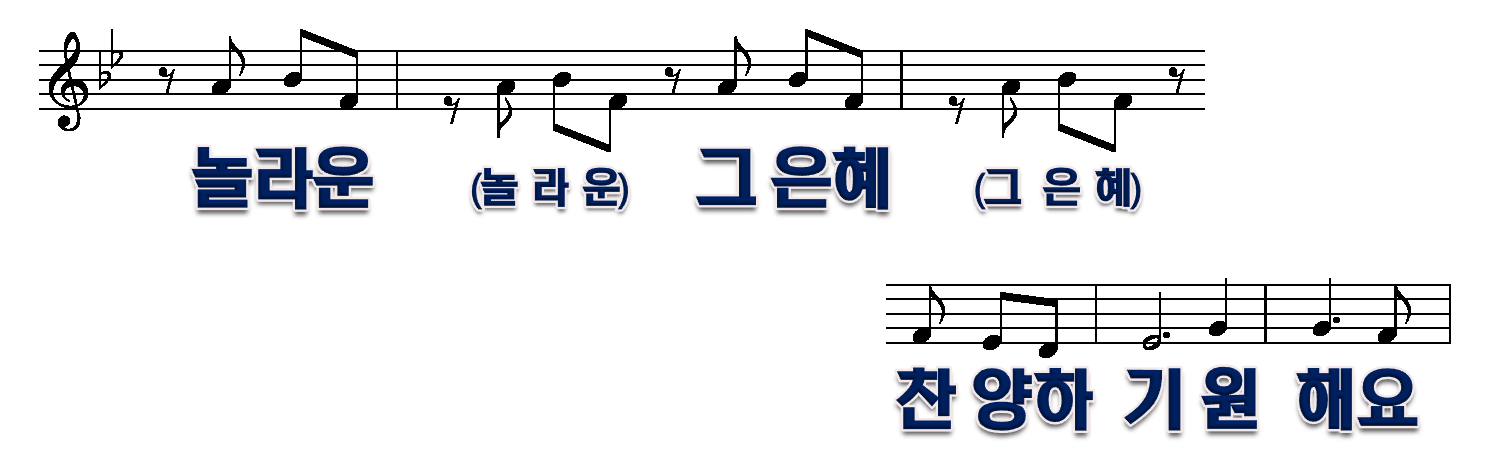 놀라운 (놀 라 운) 그 은혜 (그 은 혜)
찬 양하 기 원 해요